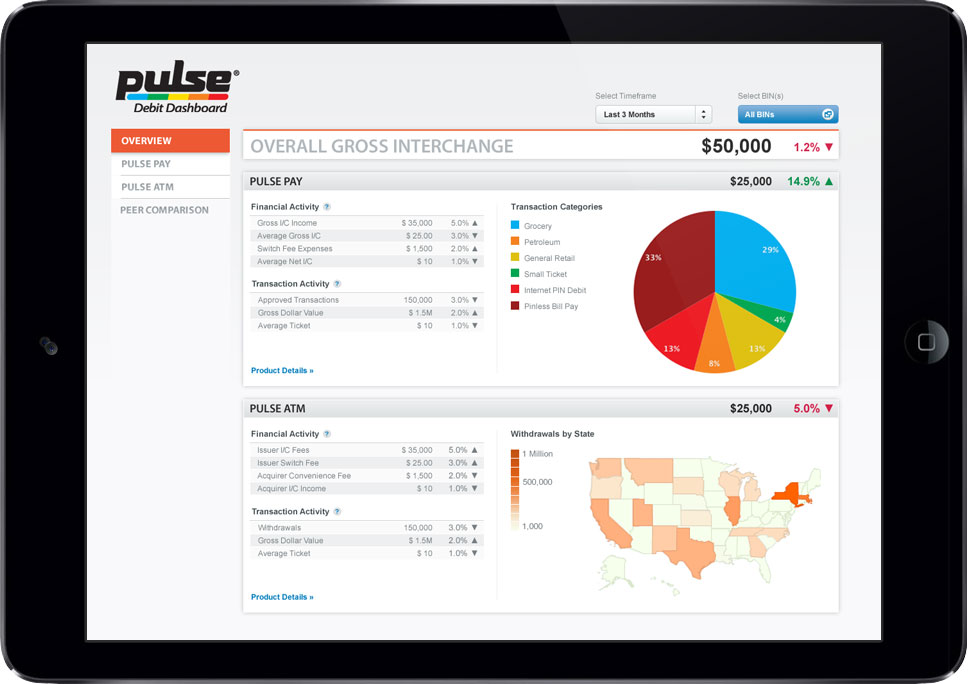 pulse®
Debit Dashboard
Select Timeframe
Last 3 Months
Select BIN(s)
All BINs
OVERVIEW
PULSE PAY
PULSE ATM
PEER COMPARISON
OVERALL GROSS INTERCHANGE $50,000 1.2% ▼
PULSE PAY $25,000 14.9% ▲
Financial Activity ?
Gross I/C Income $ 35,000 5.0% ▲
Average Gross I/C $ 25.00 3.0% ▼
Switch Fee Expenses $ 1,500 2.0% ▲
Average Net I/C $ 10 1.0% ▼
Transaction Activity ?
Approved Transactions 150,000 3.0% ▼
Gross Dollar Value $ 1.5M 2.0% ▲
Average Ticket $ 10 1.0% ▼
Product Details »
Transaction Categories
Grocery
Petroleum
General Retail
Small Ticket
Internet PIN Debit
Pinless Bill Pay
29%
33%
4%
13%
13%
8%
PULSE ATM $25,000 5.0% ▼
Financial Activity ?
Issuer I/C Fees $ 35,000 5.0% ▲
Issuer Switch Fee $ 25.00 3.0% ▲
Acquirer Convenience Fee $ 1,500 2.0% ▼
Acquirer I/C Income $ 10 1.0% ▼
Transaction Activity ?
Withdrawals 150,000 3.0% ▼
Gross Dollar Value $ 1.5M 2.0% ▲
Average Ticket $ 10 1.0% ▼
Product Details »
Withdrawals by State
1 Million
500,000
1,000